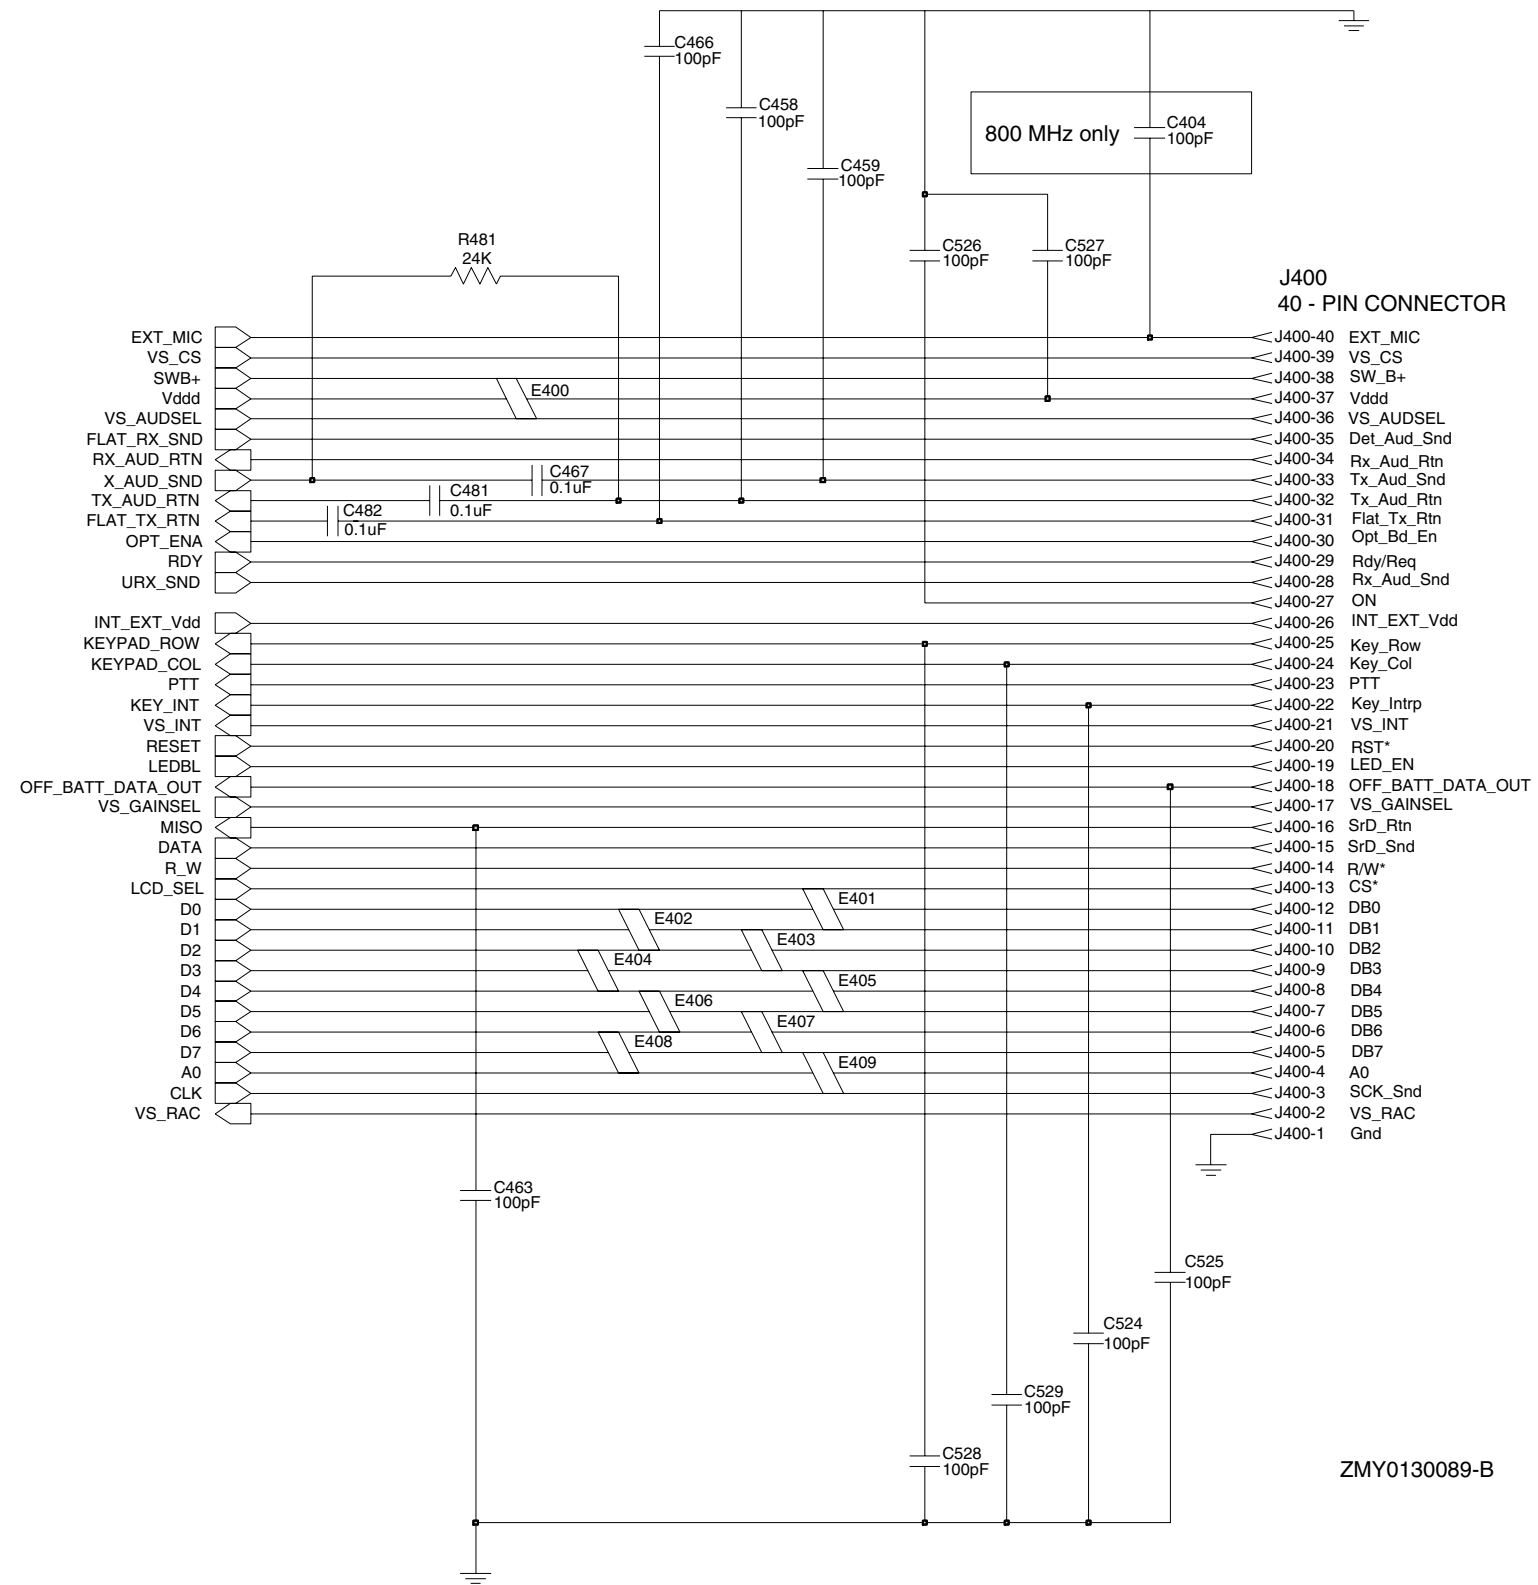 C466
100pF
C458
100pF
800 MHz only
C404
100pF
C459
100pF
R481
24K
C526
100pF
C527
100pF
J400
40 - PIN CONNECTOR
EXT_MIC J400-40 EXT_MIC
VS_CS J400-39 VS_CS
SWB+ J400-38 SW_B+
E400
Vddd J400-37 Vddd
VS_AUDSEL J400-36 VS_AUDSEL
FLAT_RX_SND J400-35 Det_Aud_Snd
RX_AUD_RTN J400-34 Rx_Aud_Rtn
C467
0.1uF
X_AUD_SND J400-33 Tx_Aud_Snd
C481
0.1uF
TX_AUD_RTN J400-32 Tx_Aud_Rtn
C482
0.1uF
FLAT_TX_RTN J400-31 Flat_Tx_Rtn
OPT_ENA J400-30 Opt_Bd_En
RDY J400-29 Rdy/Req
URX_SND J400-28 Rx_Aud_Snd
J400-27 ON
INT_EXT_Vdd J400-26 INT_EXT_Vdd
KEYPAD_ROW J400-25 Key_Row
KEYPAD_COL J400-24 Key_Col
PTT J400-23 PTT
KEY_INT J400-22 Key_Intrp
VS_INT J400-21 VS_INT
RESET J400-20 RST*
LEDBL J400-19 LED_EN
OFF_BATT_DATA_OUT J400-18 OFF_BATT_DATA_OUT
VS_GAINSEL J400-17 VS_GAINSEL
MISO J400-16 SrD_Rtn
DATA J400-15 SrD_Snd
R_W J400-14 R/W*
LCD_SEL J400-13 CS*
E401
D0 J400-12 DB0
E402
D1 J400-11 DB1
E403
D2 J400-10 DB2
E404
D3 J400-9 DB3
E405
D4 J400-8 DB4
E406
D5 J400-7 DB5
E407
D6 J400-6 DB6
E408
D7 J400-5 DB7
E409
A0 J400-4 A0
CLK J400-3 SCK_Snd
VS_RAC J400-2 VS_RAC
J400-1 Gnd
C463
100pF
C525
100pF
C524
100pF
C529
100pF
C528
100pF
ZMY0130089-B